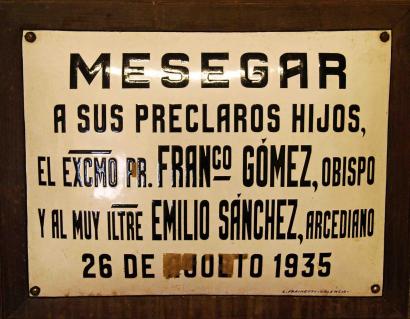 MESEGAR
A SUS PRECLAROS HIJOS,
EL EXCMO PR. FRANCO GÓMEZ, OBISPO
Y AL MUY ILTRE EMILIO SÁNCHEZ, ARCEDIANO
26 DE 1935
VALENCIA